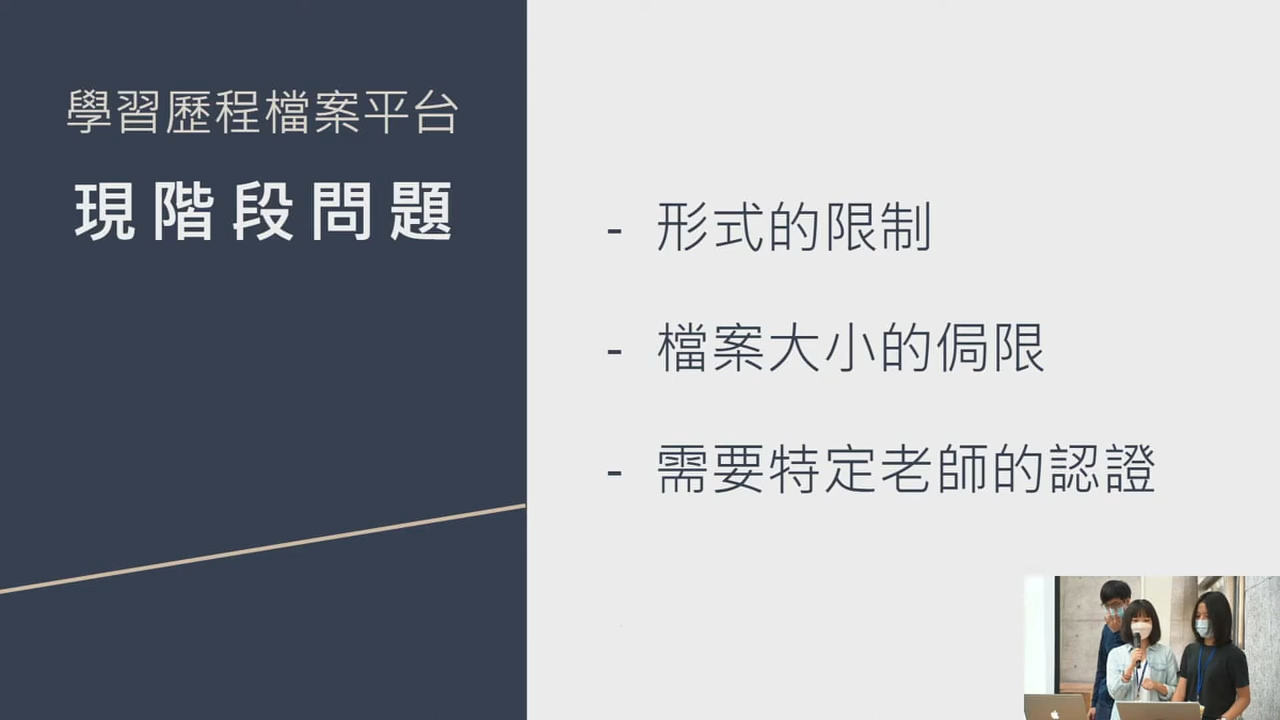 學習歷程檔案平台
現階段問題
- 形式的限制
- 檔案大小的侷限
- 需要特定老師的認證